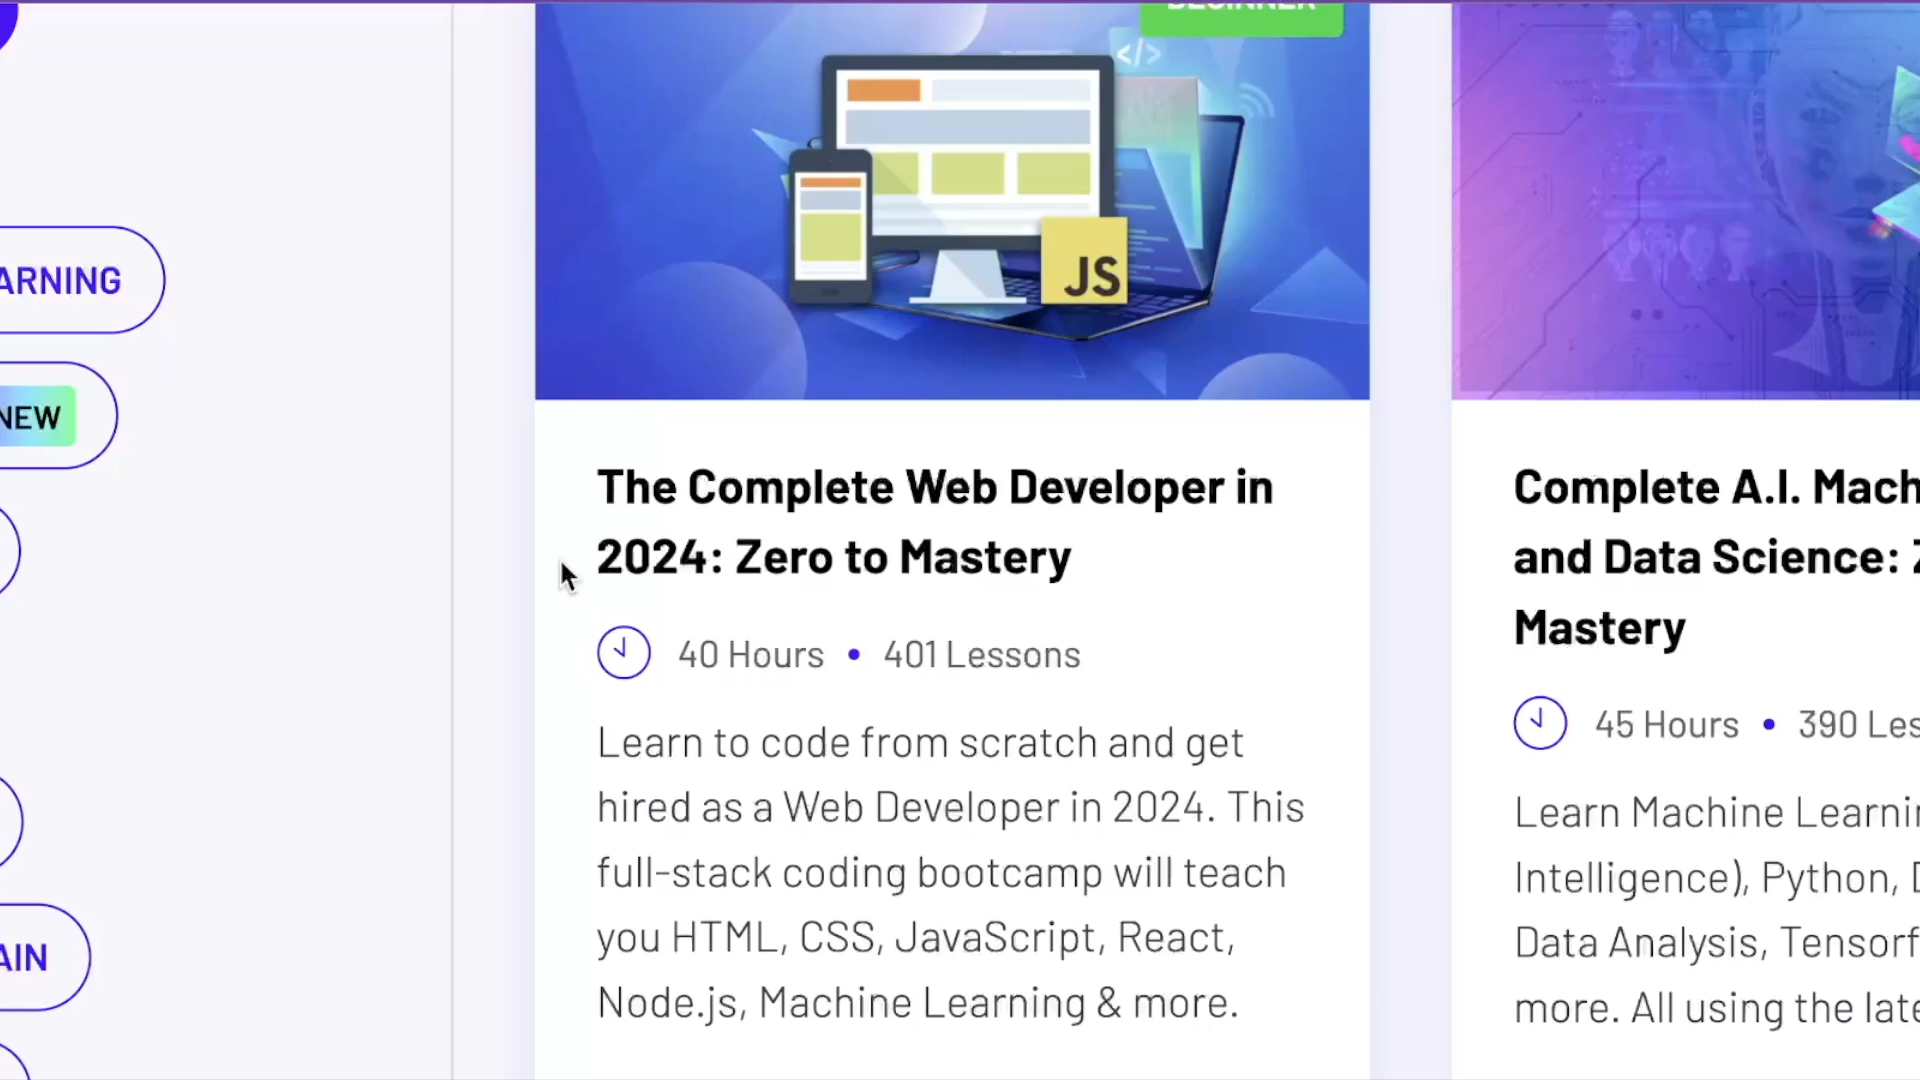 BEGINNER
</>
JS
ARNING
NEW
AIN
The Complete Web Developer in
2024: Zero to Mastery
40 Hours • 401 Lessons
Learn to code from scratch and get
hired as a Web Developer in 2024. This
full-stack coding bootcamp will teach
you HTML, CSS, JavaScript, React,
Node.js, Machine Learning & more.
Complete A.I. Mach
and Data Science: Z
Mastery
45 Hours • 390 Les
Learn Machine Learnin
Intelligence), Python, D
Data Analysis, Tensorf
more. All using the late